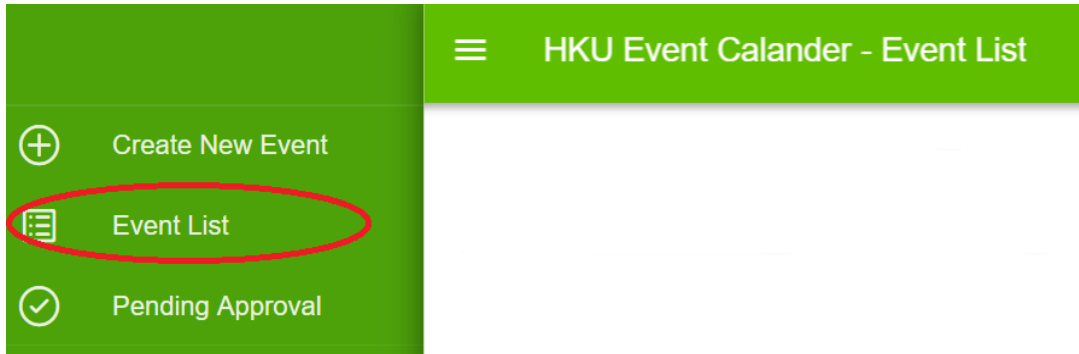 HKU Event Calander - Event List
Create New Event
Event List
Pending Approval